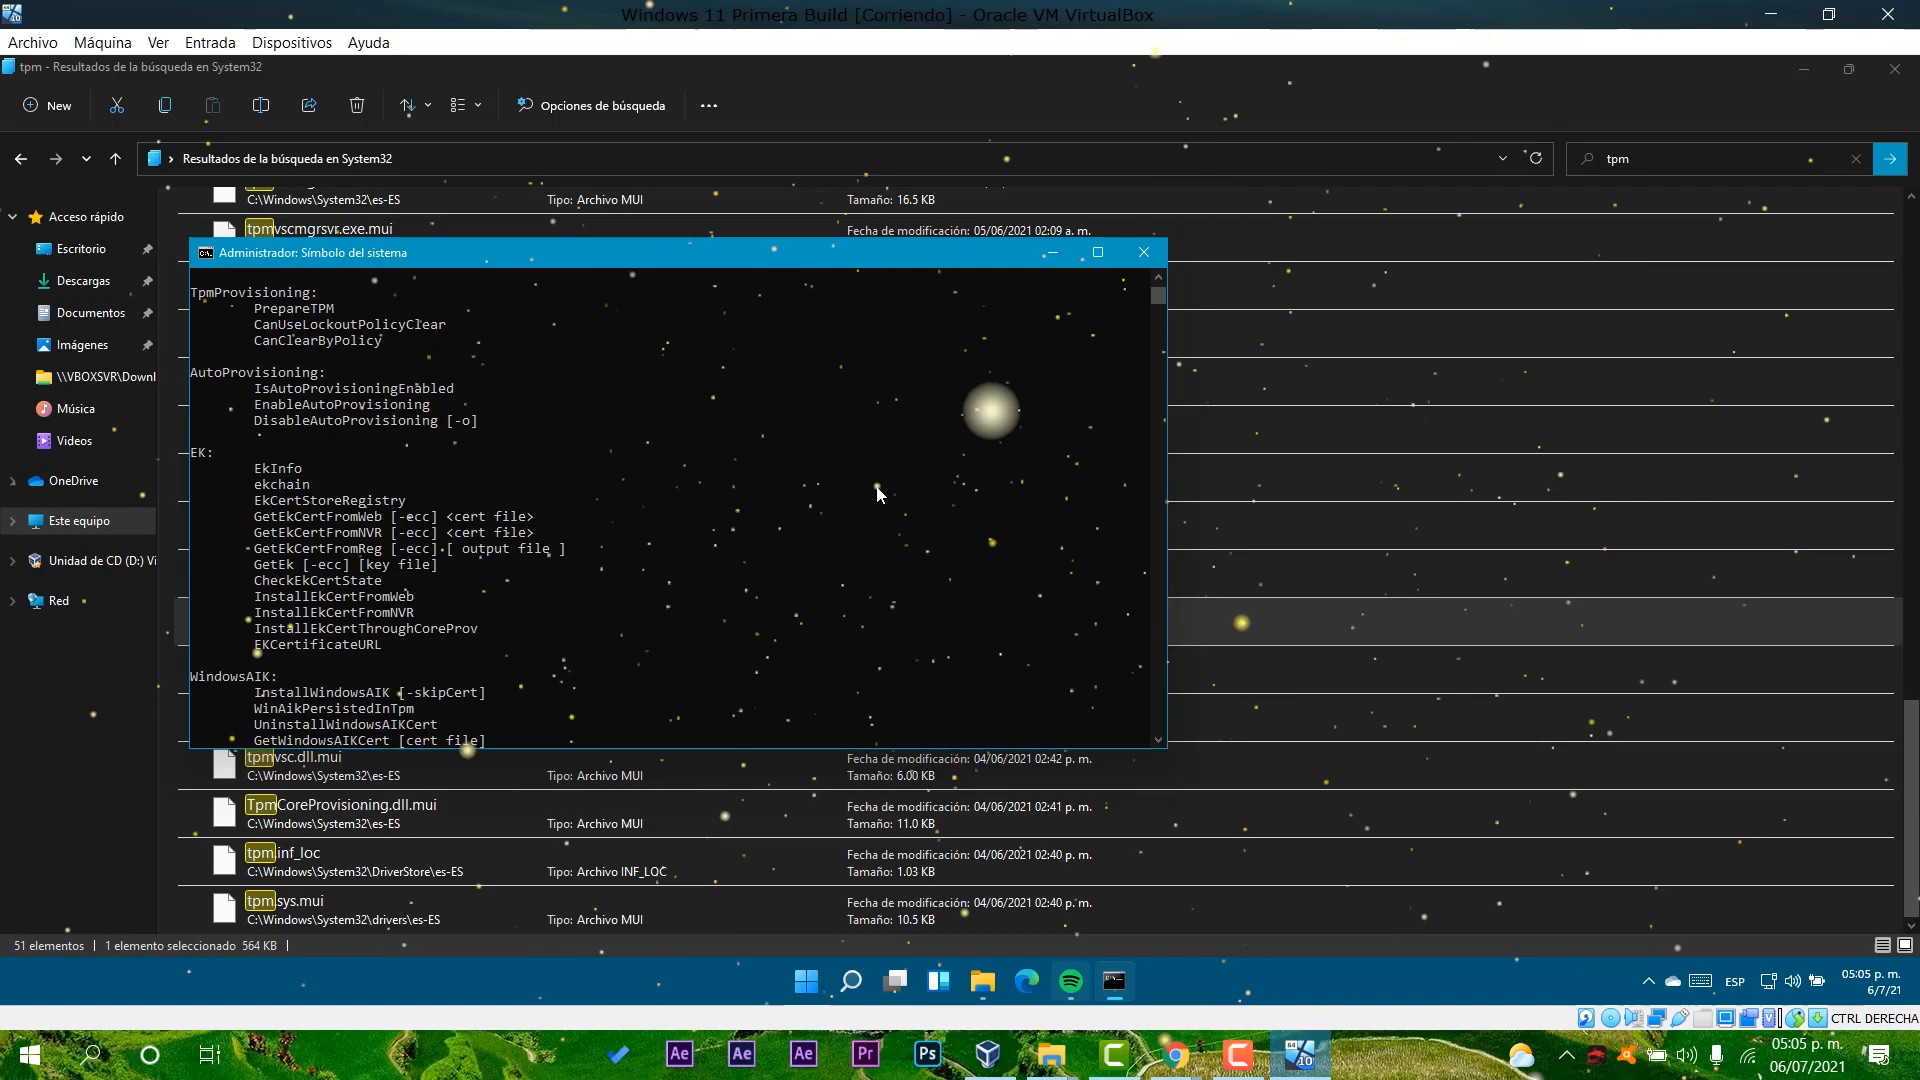 Windows 11 Primera Build [Corriendo] - Oracle VM VirtualBox
Archivo Máquina Ver Entrada Dispositivos Ayuda
tpm - Resultados de la búsqueda en System32
New Opciones de búsqueda
Resultados de la búsqueda en System32 tpm
C:\Windows\System32\es-ES Tipo: Archivo MUI Tamaño: 16.5 KB
tpmvscmgrsvr.exe.mui Fecha de modificación: 05/06/2021 02:09 a. m.
Acceso rápido
Escritorio
Descargas
Documentos
Imágenes
\\VBOXSVR\Downl
Música
Videos
OneDrive
Este equipo
Unidad de CD (D:) Vi
Red
Administrador: Símbolo del sistema
TpmProvisioning:
PrepareTPM
CanUseLockoutPolicyClear
CanClearByPolicy
AutoProvisioning:
IsAutoProvisioningEnabled
EnableAutoProvisioning
DisableAutoProvisioning [-o]
EK:
EkInfo
ekchain
EkCertStoreRegistry
GetEkCertFromWeb [-ecc] <cert file>
GetEkCertFromNVR [-ecc] <cert file>
GetEkCertFromReg [-ecc] [ output file ]
GetEk [-ecc] [key file]
CheckEkCertState
InstallEkCertFromWeb
InstallEkCertFromNVR
InstallEkCertThroughCoreProv
EKCertificateURL
WindowsAIK:
InstallWindowsAIK [-skipCert]
WinAikPersistedInTpm
UninstallWindowsAIKCert
GetWindowsAIKCert [cert file]
tpmvsc.dll.mui Fecha de modificación: 04/06/2021 02:42 p. m.
C:\Windows\System32\es-ES Tipo: Archivo MUI Tamaño: 6.00 KB
TpmCoreProvisioning.dll.mui Fecha de modificación: 04/06/2021 02:41 p. m.
C:\Windows\System32\es-ES Tipo: Archivo MUI Tamaño: 11.0 KB
tpm.inf_loc Fecha de modificación: 04/06/2021 02:40 p. m.
C:\Windows\System32\DriverStore\es-ES Tipo: Archivo INF_LOC Tamaño: 1.03 KB
tpm.sys.mui Fecha de modificación: 04/06/2021 02:40 p. m.
C:\Windows\System32\drivers\es-ES Tipo: Archivo MUI Tamaño: 10.5 KB
51 elementos 1 elemento seleccionado 564 KB
ESP 05:05 p. m.
6/7/21
CTRL DERECHA
Ae Ae Ae Pr Ps 05:05 p. m.
06/07/2021